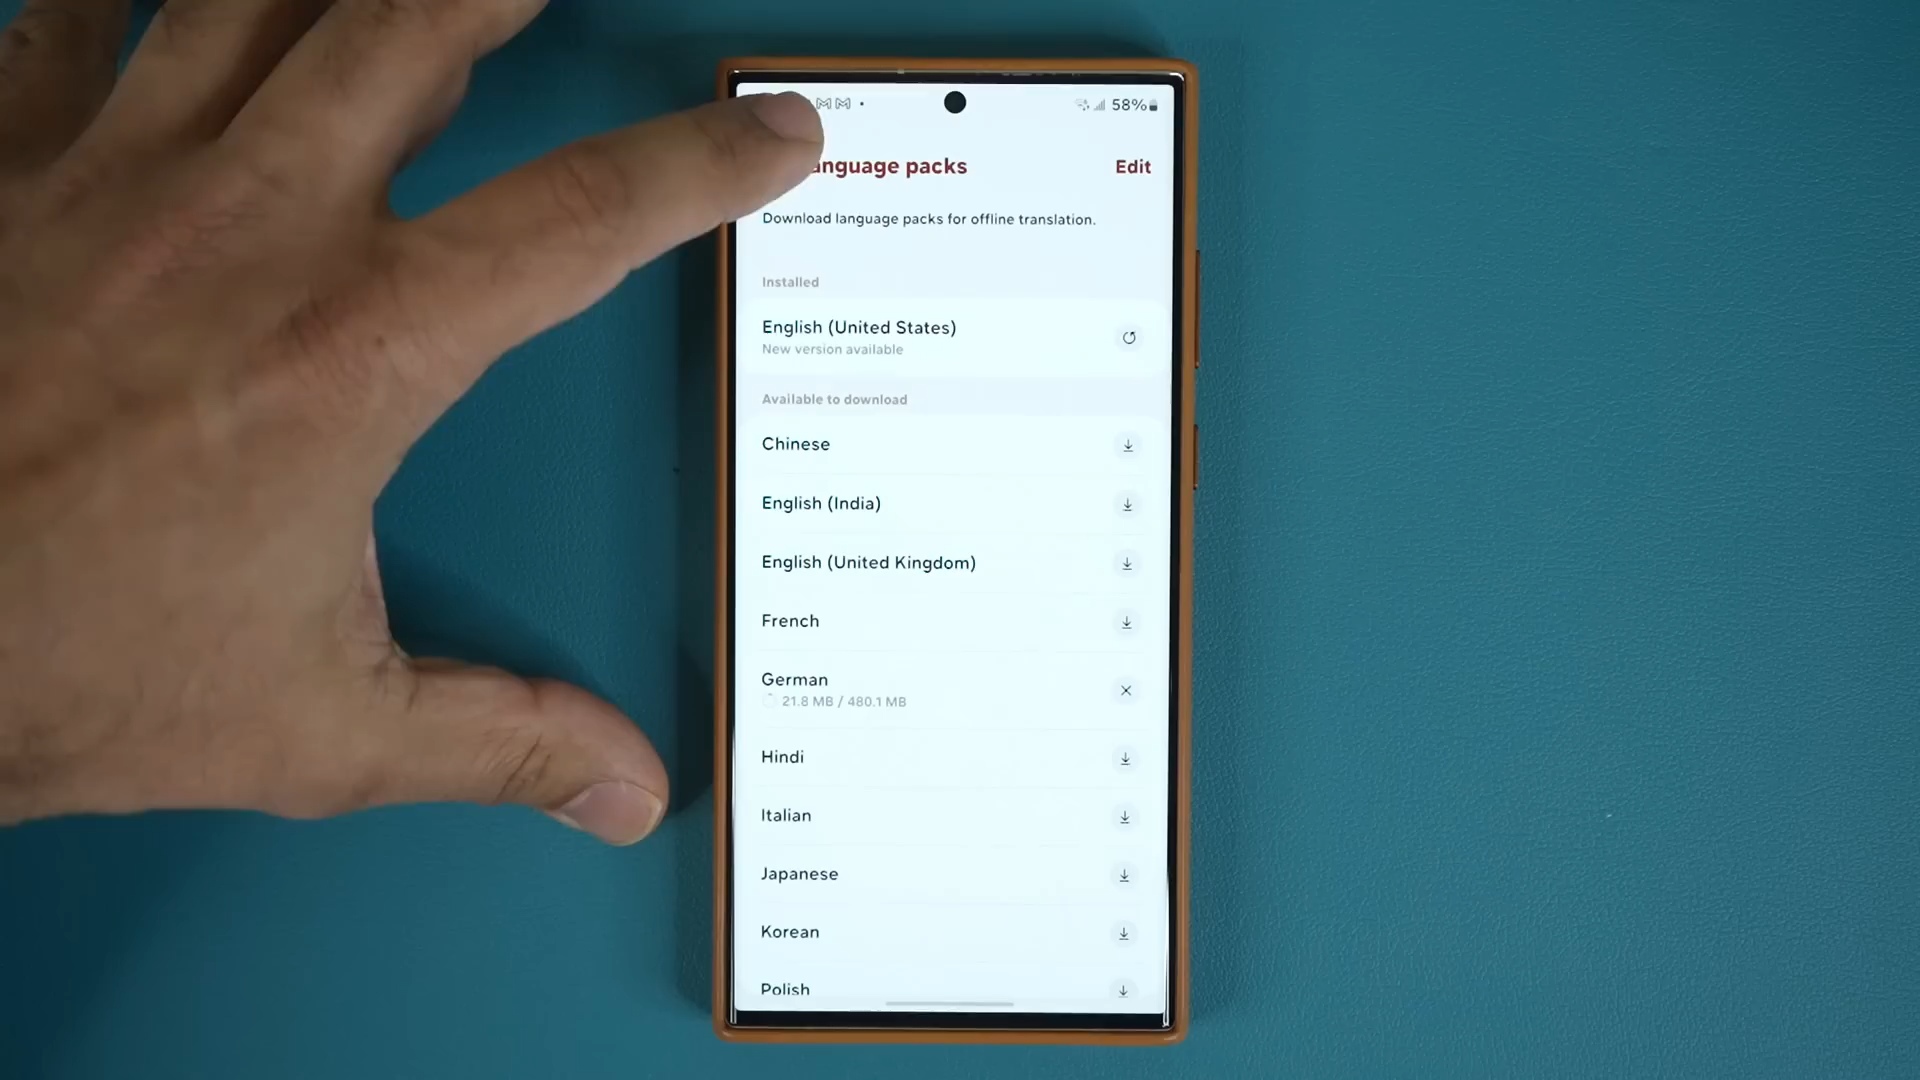 58%
anguage packs
Edit
Download language packs for offline translation.
Installed
English (United States)
New version available
Available to download
Chinese
English (India)
English (United Kingdom)
French
German
21.8 MB / 480.1 MB
Hindi
Italian
Japanese
Korean
Polish